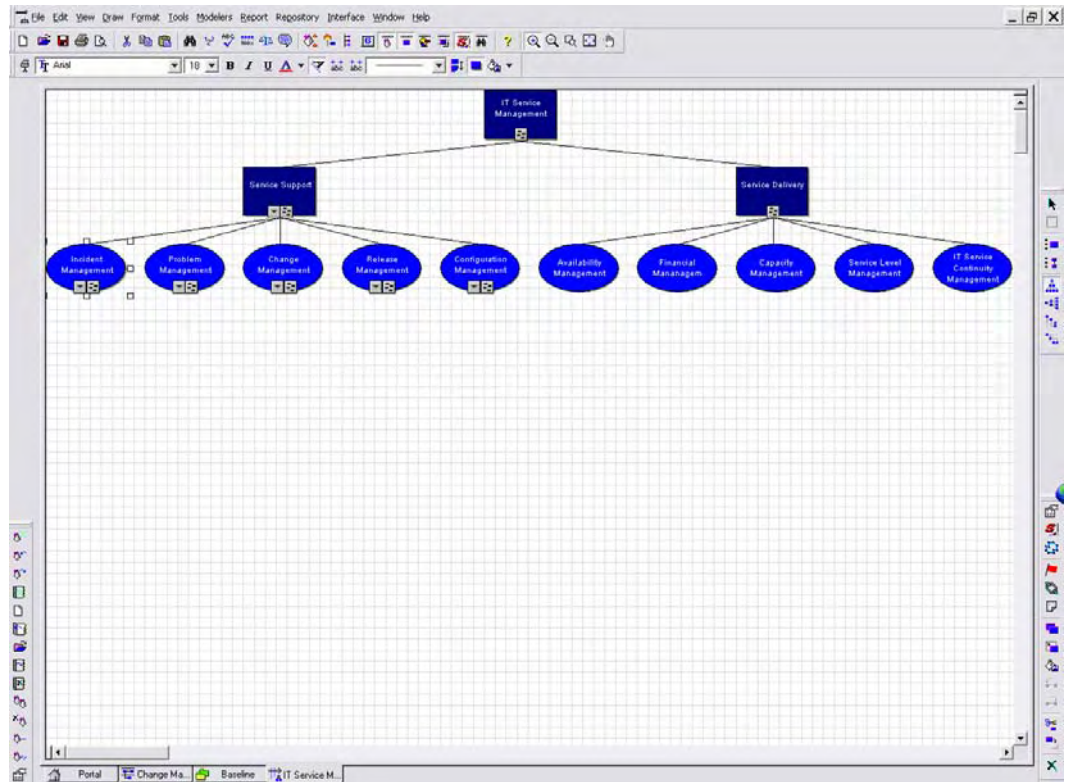 File Edit View Draw Format Tools Modelers Report Repository Interface Window Help
Arial 10 B I U A
IT Service
Management
Service Support
Service Delivery
Incident
Management
Problem
Management
Change
Management
Release
Management
Configuration
Management
Availability
Management
Financial
Mananagem.
Capacity
Management
Service Level
Management
IT Service
Continuity
Management
Portal Change Ma... Baseline IT Service M...